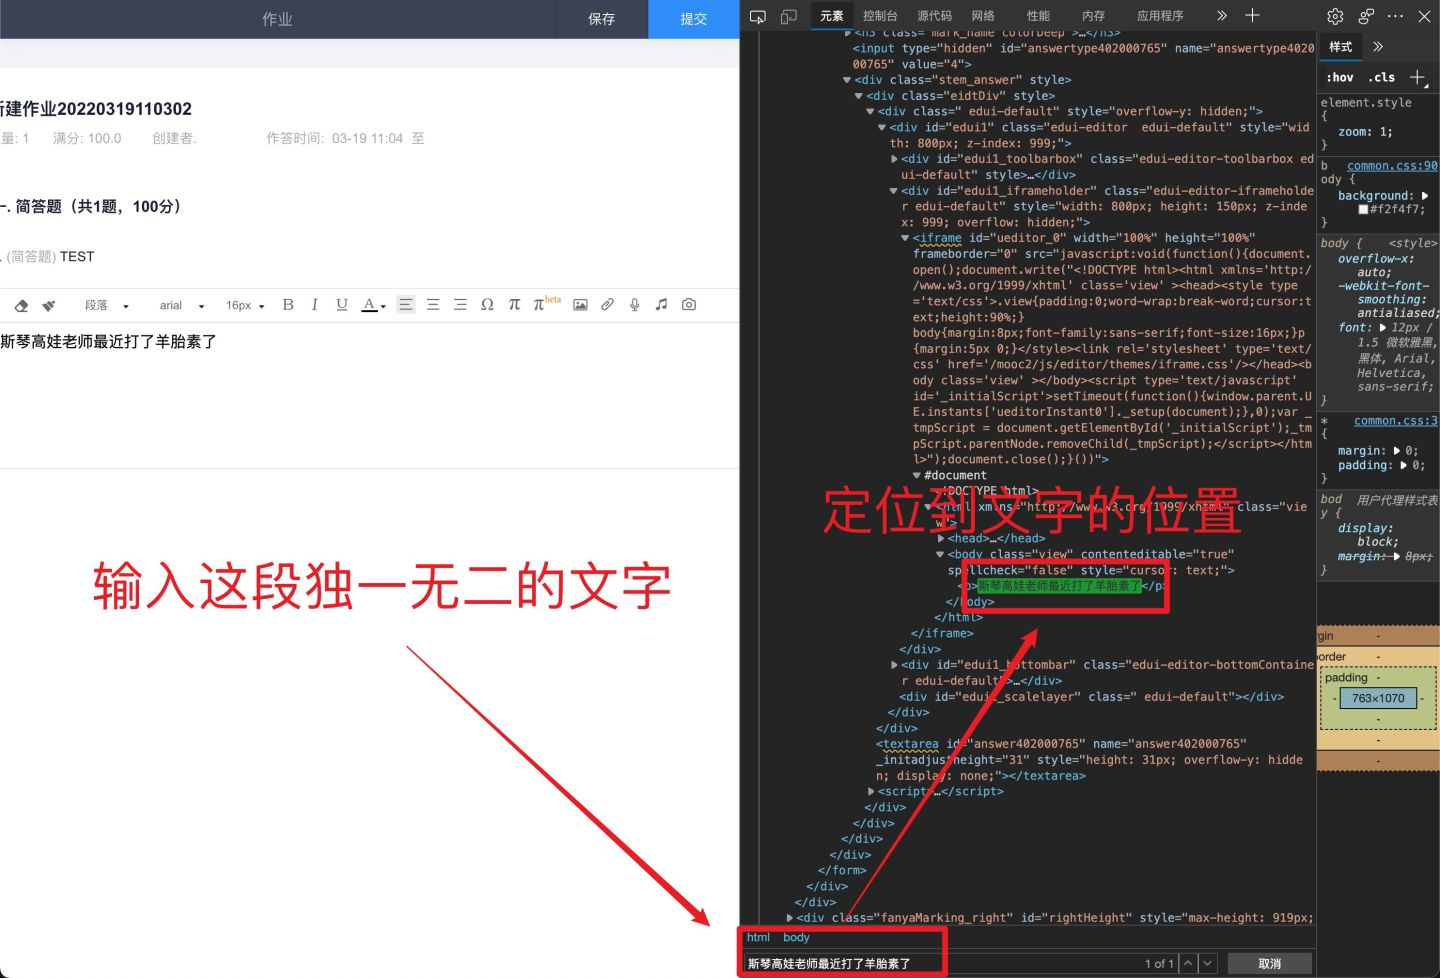 作业
保存
提交
新建作业20220319110302
量: 1 满分: 100.0 创建者: 作答时间: 03-19 11:04 至
一. 简答题（共1题，100分）
. (简答题) TEST
段落 arial 16px B I U A Ω π π beta
斯琴高娃老师最近打了羊胎素了
输入这段独一无二的文字
元素 控制台 源代码 网络 性能 内存 应用程序
<h3 class="mark_name colorDeep">…</h3>
<input type="hidden" id="answertype402000765" name="answertype402
000765" value="4">
<div class="stem_answer" style>
<div class="eidtDiv" style>
<div class=" edui-default" style="overflow-y: hidden;">
<div id="edui1" class="edui-editor  edui-default" style="wid
th: 800px; z-index: 999;">
<div id="edui1_toolbarbox" class="edui-editor-toolbarbox ed
ui-default" style>…</div>
<div id="edui1_iframeholder" class="edui-editor-iframeholde
r edui-default" style="width: 800px; height: 150px; z-inde
x: 999; overflow: hidden;">
<iframe id="ueditor_0" width="100%" height="100%"
frameborder="0" src="javascript:void(function(){document.
open();document.write("<!DOCTYPE html><html xmlns='http:/
/www.w3.org/1999/xhtml' class='view' ><head><style type
='text/css'>.view{padding:0;word-wrap:break-word;cursor:t
ext;height:90%;}
body{margin:8px;font-family:sans-serif;font-size:16px;}p
{margin:5px 0;}</style><link rel='stylesheet' type='text/
css' href='/mooc2/js/editor/themes/iframe.css'/></head><b
ody class='view' ></body><script type='text/javascript'
id='_initialScript'>setTimeout(function(){window.parent.U
E.instants['ueditorInstant0']._setup(document);},0);var _
tmpScript = document.getElementById('_initialScript');_tm
pScript.parentNode.removeChild(_tmpScript);</script></htm
l>");document.close();}())">
#document
<!DOCTYPE html>
<html xmlns="http://www.w3.org/1999/xhtml" class="vie
w">
定位到文字的位置
<head>…</head>
<body class="view" contenteditable="true"
spellcheck="false" style="cursor: text;">
<p>斯琴高娃老师最近打了羊胎素了</p>
</body>
</html>
</iframe>
</div>
<div id="edui1_bottombar" class="edui-editor-bottomContaine
r edui-default">…</div>
<div id="edui1_scalelayer" class=" edui-default"></div>
</div>
</div>
<textarea id="answer402000765" name="answer402000765"
_initadjustheight="31" style="height: 31px; overflow-y: hidde
n; display: none;"></textarea>
<script>…</script>
</div>
</div>
</div>
</div>
</form>
</div>
</div>
<div class="fanyaMarking_right" id="rightHeight" style="max-height: 919px;
html body
斯琴高娃老师最近打了羊胎素了
1 of 1
取消
样式
:hov .cls
element.style
{
zoom: 1;
}
b common.css:90
ody {
background:
#f2f4f7;
}
body { <style>
overflow-x:
auto;
-webkit-font-
smoothing:
antialiased;
font: 12px /
1.5 微软雅黑,
黑体, Arial,
Helvetica,
sans-serif;
}
* common.css:3
{
margin: 0;
padding: 0;
}
bod 用户代理样式表
y {
display:
block;
margin: 8px;
}
gin -
order -
padding -
- 763×1070 -
-
-
-